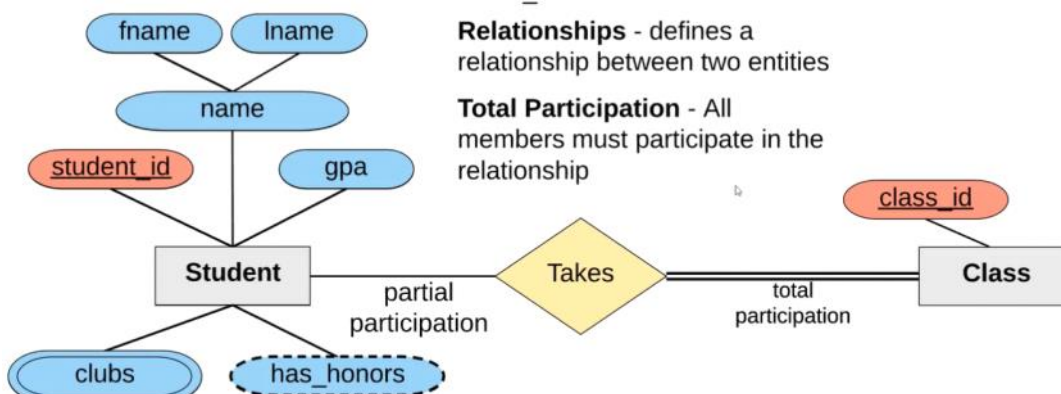 fname
lname
name
student_id
gpa
Student
clubs
has_honors
Relationships - defines a
relationship between two entities
Total Participation - All
members must participate in the
relationship
partial
participation
Takes
total
participation
class_id
Class